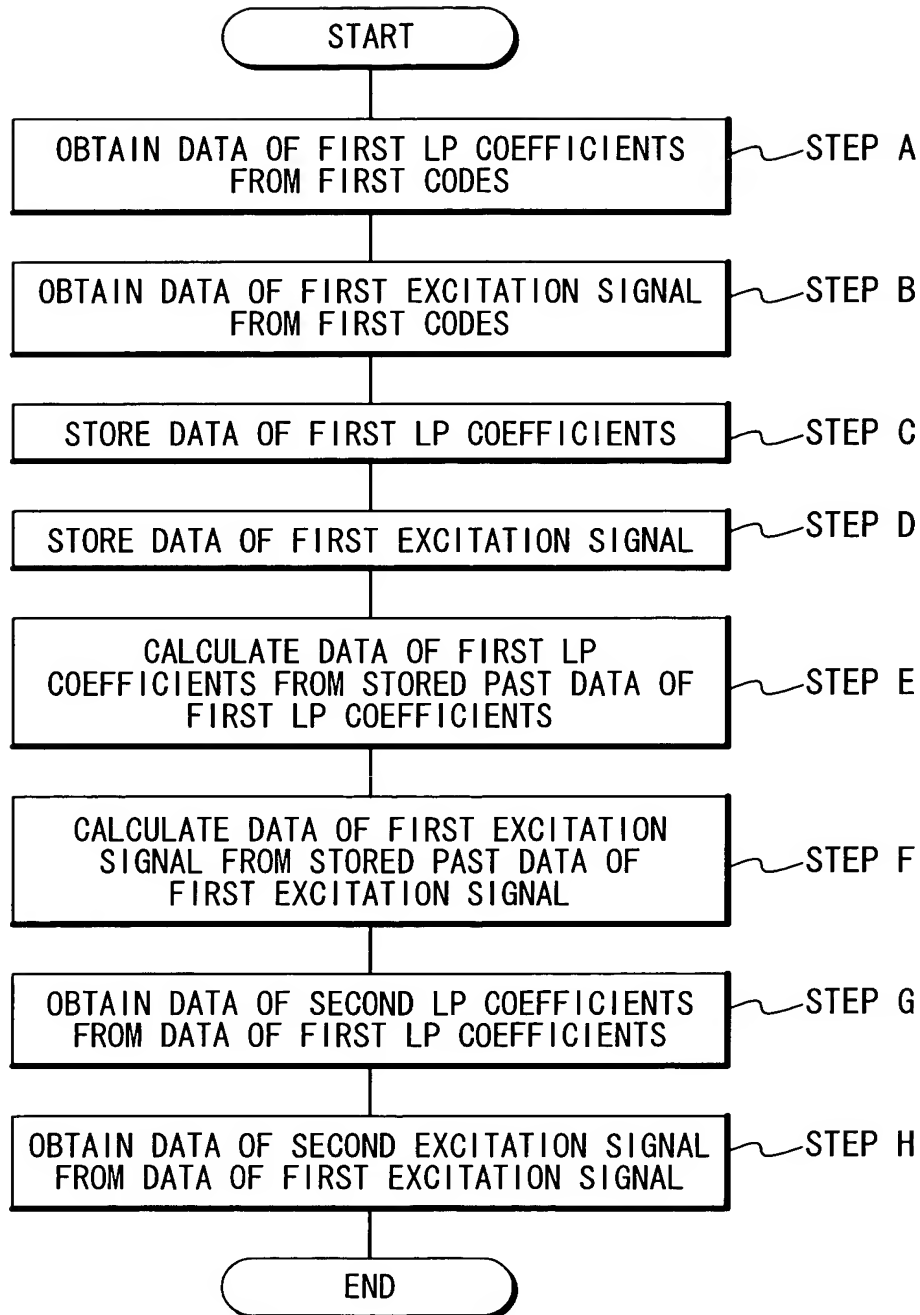 START
OBTAIN DATA OF FIRST LP COEFFICIENTS
FROM FIRST CODES
STEP A
OBTAIN DATA OF FIRST EXCITATION SIGNAL
FROM FIRST CODES
STEP B
STORE DATA OF FIRST LP COEFFICIENTS
STEP C
STORE DATA OF FIRST EXCITATION SIGNAL
STEP D
CALCULATE DATA OF FIRST LP
COEFFICIENTS FROM STORED PAST DATA OF
FIRST LP COEFFICIENTS
STEP E
CALCULATE DATA OF FIRST EXCITATION
SIGNAL FROM STORED PAST DATA OF
FIRST EXCITATION SIGNAL
STEP F
OBTAIN DATA OF SECOND LP COEFFICIENTS
FROM DATA OF FIRST LP COEFFICIENTS
STEP G
OBTAIN DATA OF SECOND EXCITATION SIGNAL
FROM DATA OF FIRST EXCITATION SIGNAL
STEP H
END